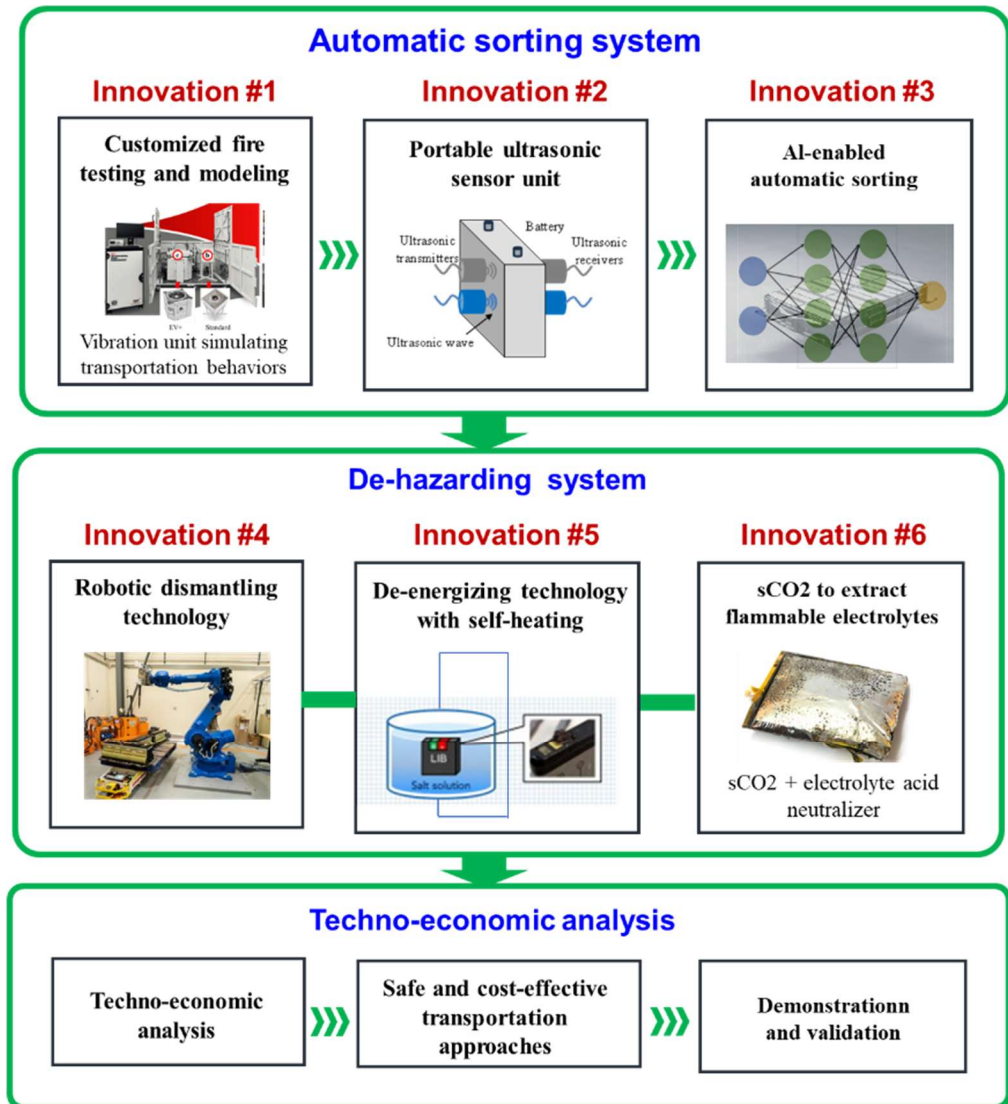 Automatic sorting system
Innovation #1
Innovation #2
Innovation #3
Customized fire
testing and modeling
EV+
Standard
Vibration unit simulating
transportation behaviors
Portable ultrasonic
sensor unit
Battery
Ultrasonic
transmitters
Ultrasonic
receivers
Ultrasonic wave
AI-enabled
automatic sorting
De-hazarding system
Innovation #4
Innovation #5
Innovation #6
Robotic dismantling
technology
De-energizing technology
with self-heating
LIB
Salt solution
sCO2 to extract
flammable electrolytes
sCO2 + electrolyte acid
neutralizer
Techno-economic analysis
Techno-economic
analysis
Safe and cost-effective
transportation
approaches
Demonstrationn
and validation